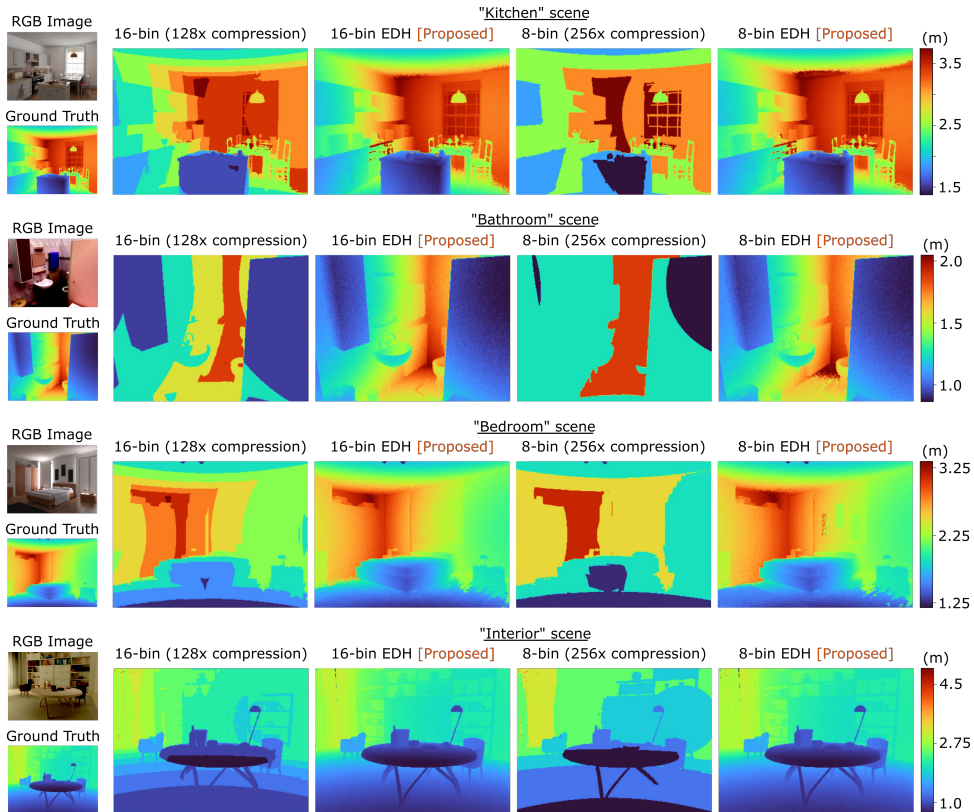 "Kitchen" scene
RGB Image
16-bin (128x compression) 16-bin EDH [Proposed] 8-bin (256x compression) 8-bin EDH [Proposed]
(m)
3.5
Ground Truth
2.5
1.5
"Bathroom" scene
RGB Image
16-bin (128x compression) 16-bin EDH [Proposed] 8-bin (256x compression) 8-bin EDH [Proposed]
(m)
2.0
Ground Truth
1.5
1.0
"Bedroom" scene
RGB Image
16-bin (128x compression) 16-bin EDH [Proposed] 8-bin (256x compression) 8-bin EDH [Proposed]
(m)
3.25
Ground Truth
2.25
1.25
"Interior" scene
RGB Image
16-bin (128x compression) 16-bin EDH [Proposed] 8-bin (256x compression) 8-bin EDH [Proposed]
(m)
4.5
Ground Truth
2.75
1.0